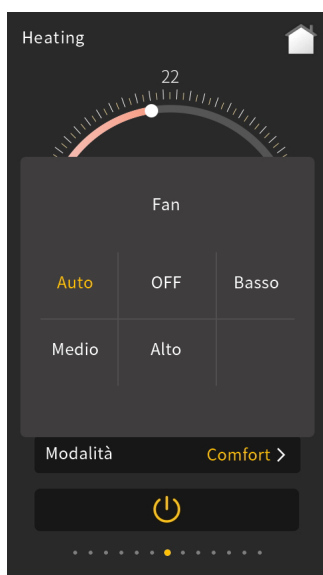 Heating
22
Fan
Auto OFF Basso
Medio Alto
Modalità Comfort